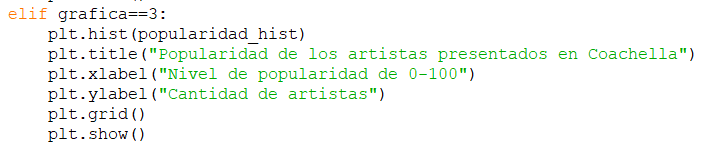 elif grafica==3:
    plt.hist(popularidad_hist)
    plt.title("Popularidad de los artistas presentados en Coachella")
    plt.xlabel("Nivel de popularidad de 0-100")
    plt.ylabel("Cantidad de artistas")
    plt.grid()
    plt.show()